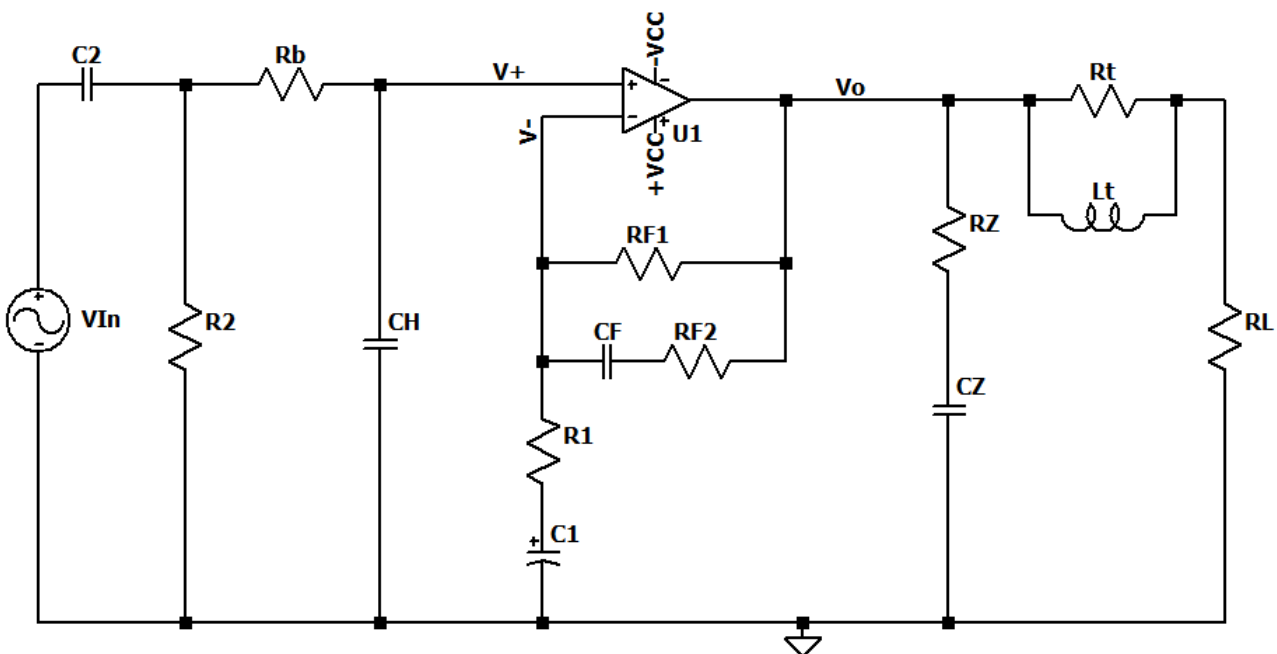 C2
Rb
V+
-VCC
V-
U1
+VCC
Vo
Rt
Lt
RF1
RZ
VIn
R2
CH
CF
RF2
RL
CZ
R1
C1